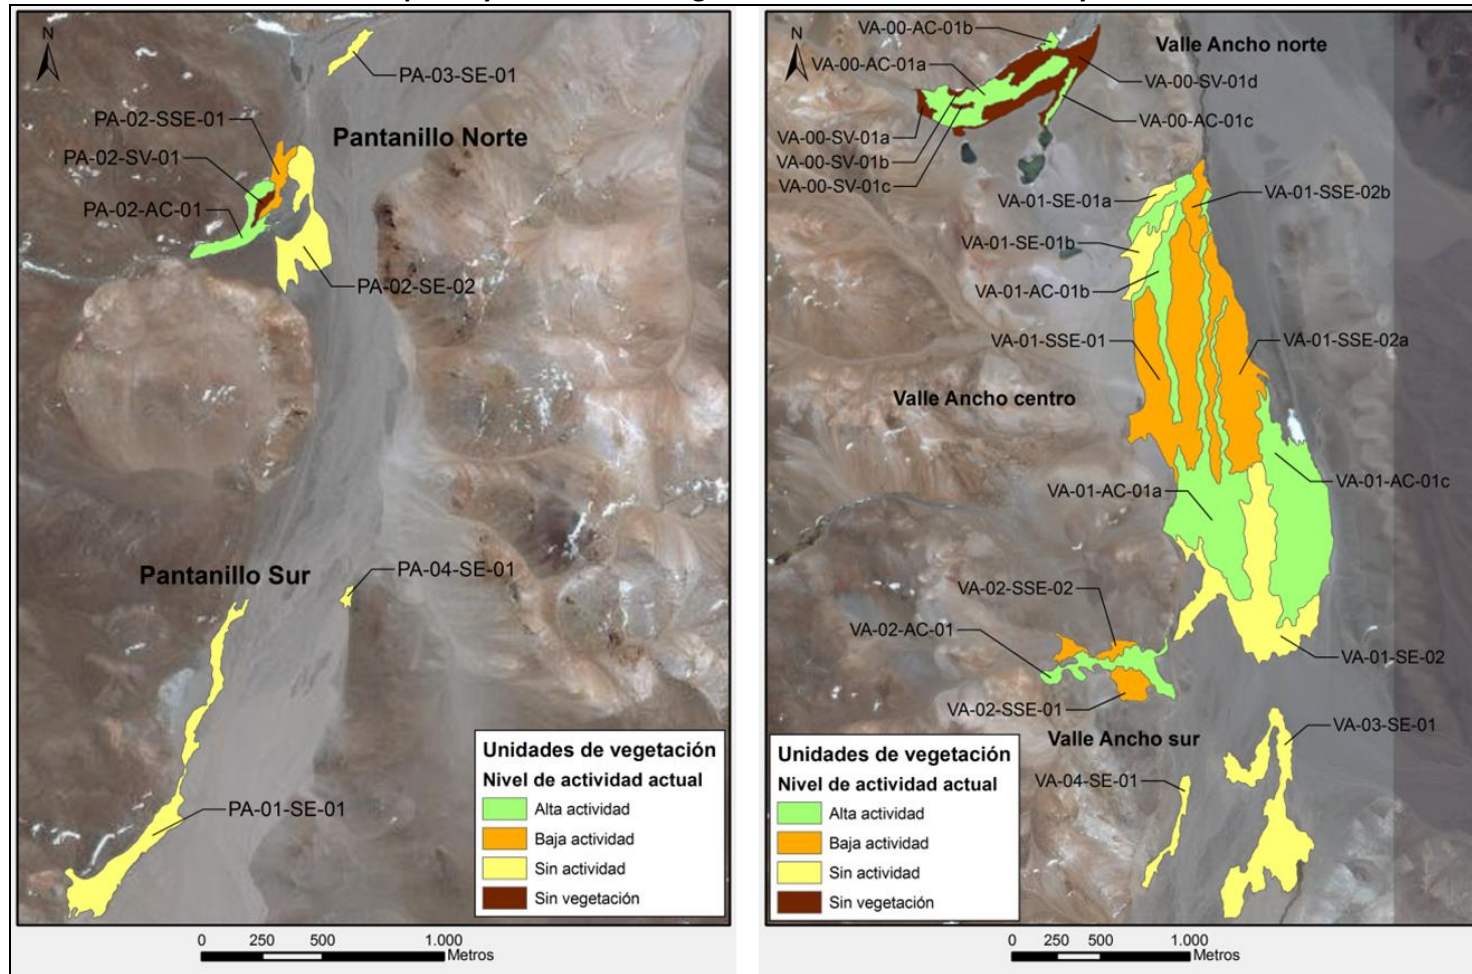 N
PA-03-SE-01
PA-02-SSE-01
Pantanillo Norte
PA-02-SV-01
PA-02-AC-01
PA-02-SE-02
Pantanillo Sur
PA-04-SE-01
PA-01-SE-01
Unidades de vegetación
Nivel de actividad actual
Alta actividad
Baja actividad
Sin actividad
Sin vegetación
0 250 500 1.000
Metros
N
VA-00-AC-01b
Valle Ancho norte
VA-00-AC-01a
VA-00-SV-01d
VA-00-AC-01c
VA-00-SV-01a
VA-00-SV-01b
VA-00-SV-01c
VA-01-SE-01a
VA-01-SSE-02b
VA-01-SE-01b
VA-01-AC-01b
VA-01-SSE-01
VA-01-SSE-02a
Valle Ancho centro
VA-01-AC-01a
VA-01-AC-01c
VA-02-SSE-02
VA-02-AC-01
VA-01-SE-02
VA-02-SSE-01
VA-03-SE-01
Valle Ancho sur
VA-04-SE-01
Unidades de vegetación
Nivel de actividad actual
Alta actividad
Baja actividad
Sin actividad
Sin vegetación
0 250 500 1.000
Metros